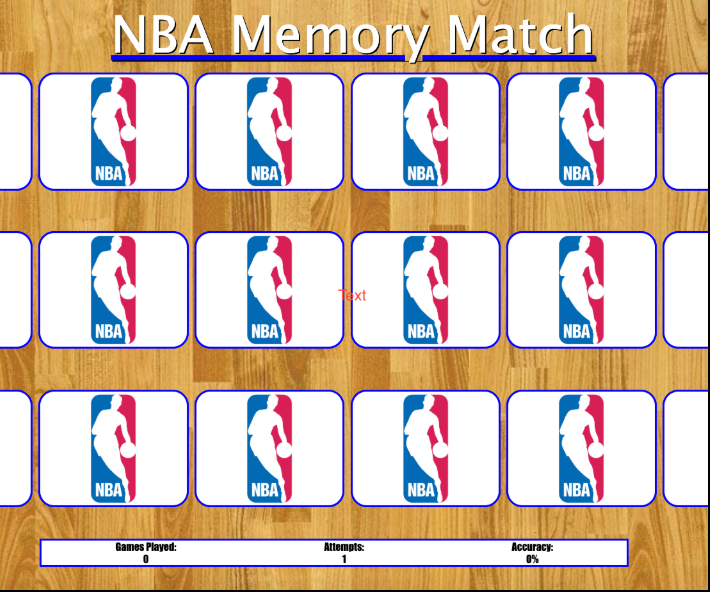 NBA Memory Match
NBA NBA NBA NBA
Text
NBA NBA NBA NBA
NBA NBA NBA NBA
Games Played: Attempts: Accuracy:
0 1 0%